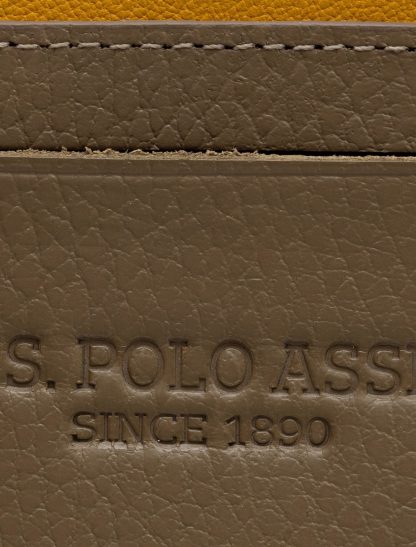 .S. POLO ASS
SINCE 1890